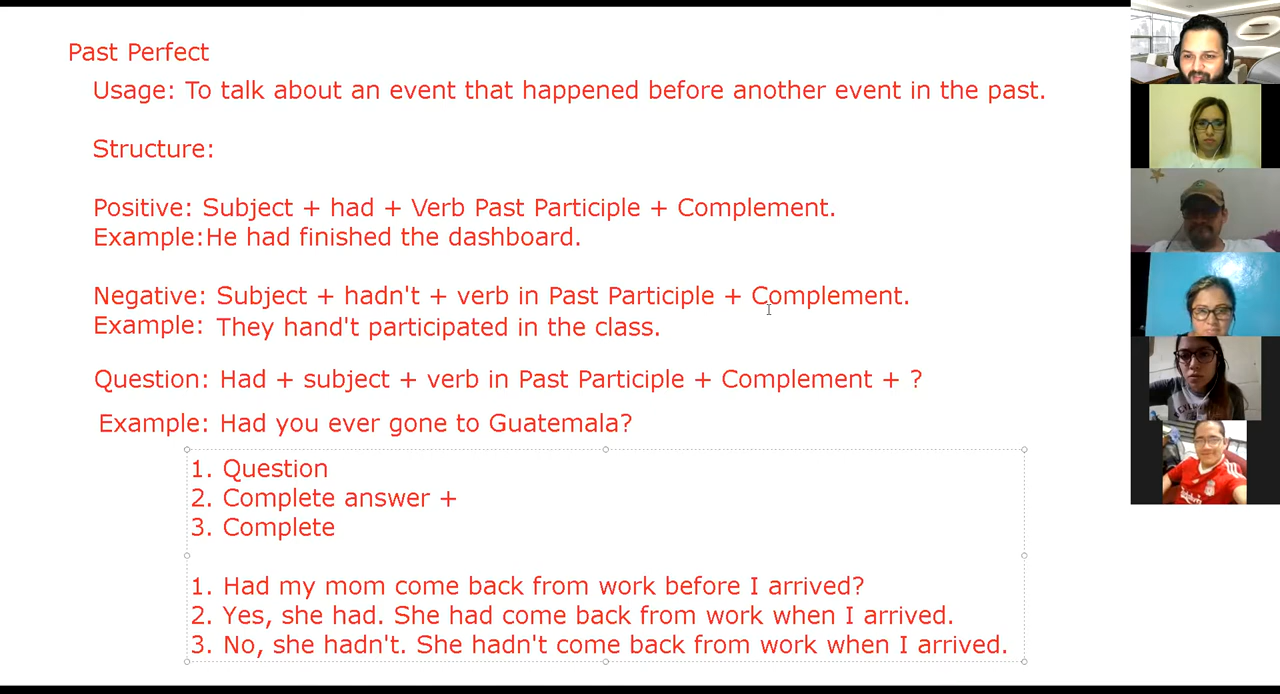 Past Perfect
Usage: To talk about an event that happened before another event in the past.
Structure:
Positive: Subject + had + Verb Past Participle + Complement.
Example:He had finished the dashboard.
Negative: Subject + hadn't + verb in Past Participle + Complement.
Example: They hand't participated in the class.
Question: Had + subject + verb in Past Participle + Complement + ?
Example: Had you ever gone to Guatemala?
1. Question
2. Complete answer +
3. Complete
1. Had my mom come back from work before I arrived?
2. Yes, she had. She had come back from work when I arrived.
3. No, she hadn't. She hadn't come back from work when I arrived.